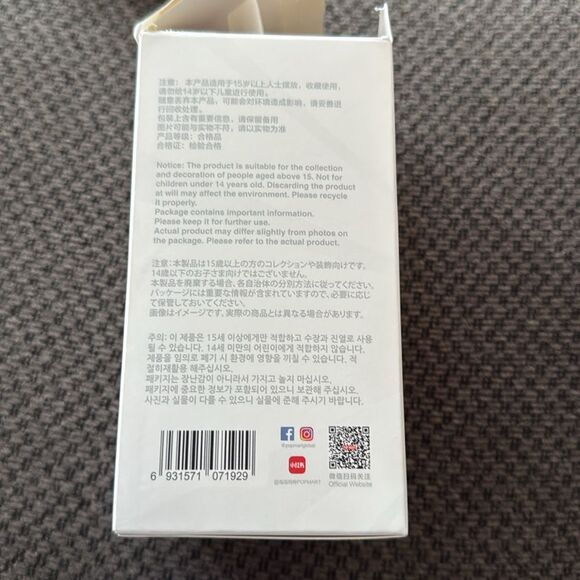 注意：本产品适用于15岁以上人士摆放，收藏使用，
请勿给14岁以下儿童进行使用。
随意丢弃本产品，可能会对环境造成影响，请妥善进
行回收处理。
包装上含有重要信息，请保留备用
图片可能与实物不符，请以实物为准
产品等级：合格品
合格证：检验合格
Notice: The product is suitable for the collection
and decoration of people aged above 15. Not for
children under 14 years old. Discarding the product
at will may affect the environment. Please recycle
it properly.
Package contains important information.
Please keep it for further use.
Actual product may differ slightly from photos on
the package. Please refer to the actual product.
注意：本製品は15歳以上の方のコレクションや装飾向けです。
14歳以下のお子さま向けではございません。
本製品を廃棄する場合、各自治体の分別方法に従ってください。
パッケージには重要な情報が含まれていますので、必要に応じ
て保管しておいてください。
画像はイメージです。実際の商品とは異なる場合があります。
주의: 이 제품은 15세 이상에게만 적합하고 수장과 진열로 사용
될 수 있습니다. 14세 미만의 어린이에게 적합하지 않습니다.
제품을 임의로 폐기 시 환경에 영향을 끼칠 수 있습니다. 적
절히재활용 해주십시오.
패키지는 장난감이 아니라서 가지고 놀지 마십시오.
패키지에 중요한 정보가 포함되어 있으니 보관해 주십시오.
사진과 실물이 다를 수 있으니 실물에 준해 주시기 바랍니다.
@popmartglobal
小红书
@泡泡玛特POPMART
微信扫码关注
Official Website
6 931571 071929